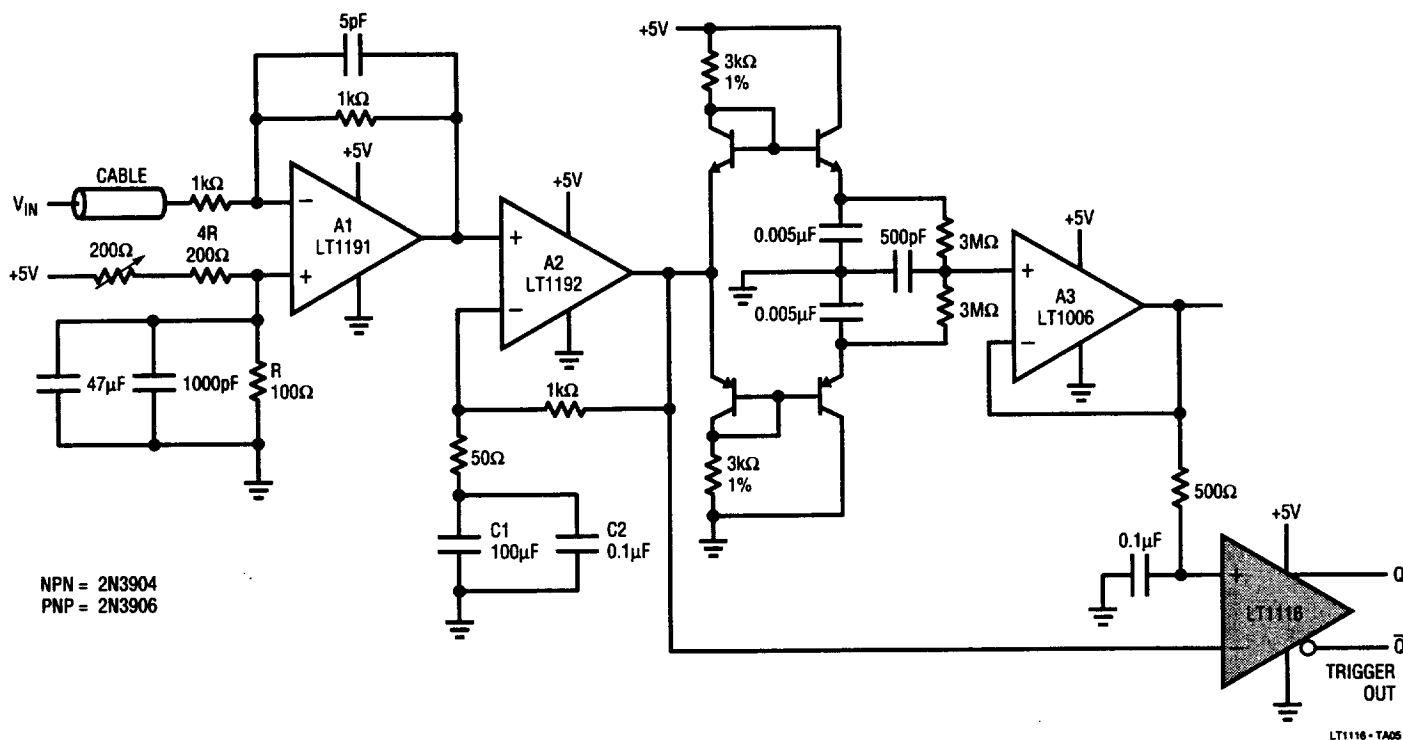 5pF
1kΩ
+5V
CABLE
1kΩ
VIN
A1
LT1191
4R
200Ω
200Ω
+5V
47µF
1000pF
R
100Ω
+5V
A2
LT1192
1kΩ
50Ω
C1
100µF
C2
0.1µF
+5V
3kΩ
1%
0.005µF
500pF
3MΩ
0.005µF
3MΩ
3kΩ
1%
+5V
A3
LT1006
500Ω
0.1µF
+5V
LT1116
Q
Q̅
TRIGGER
OUT
NPN = 2N3904
PNP = 2N3906
LT1116 • TA05